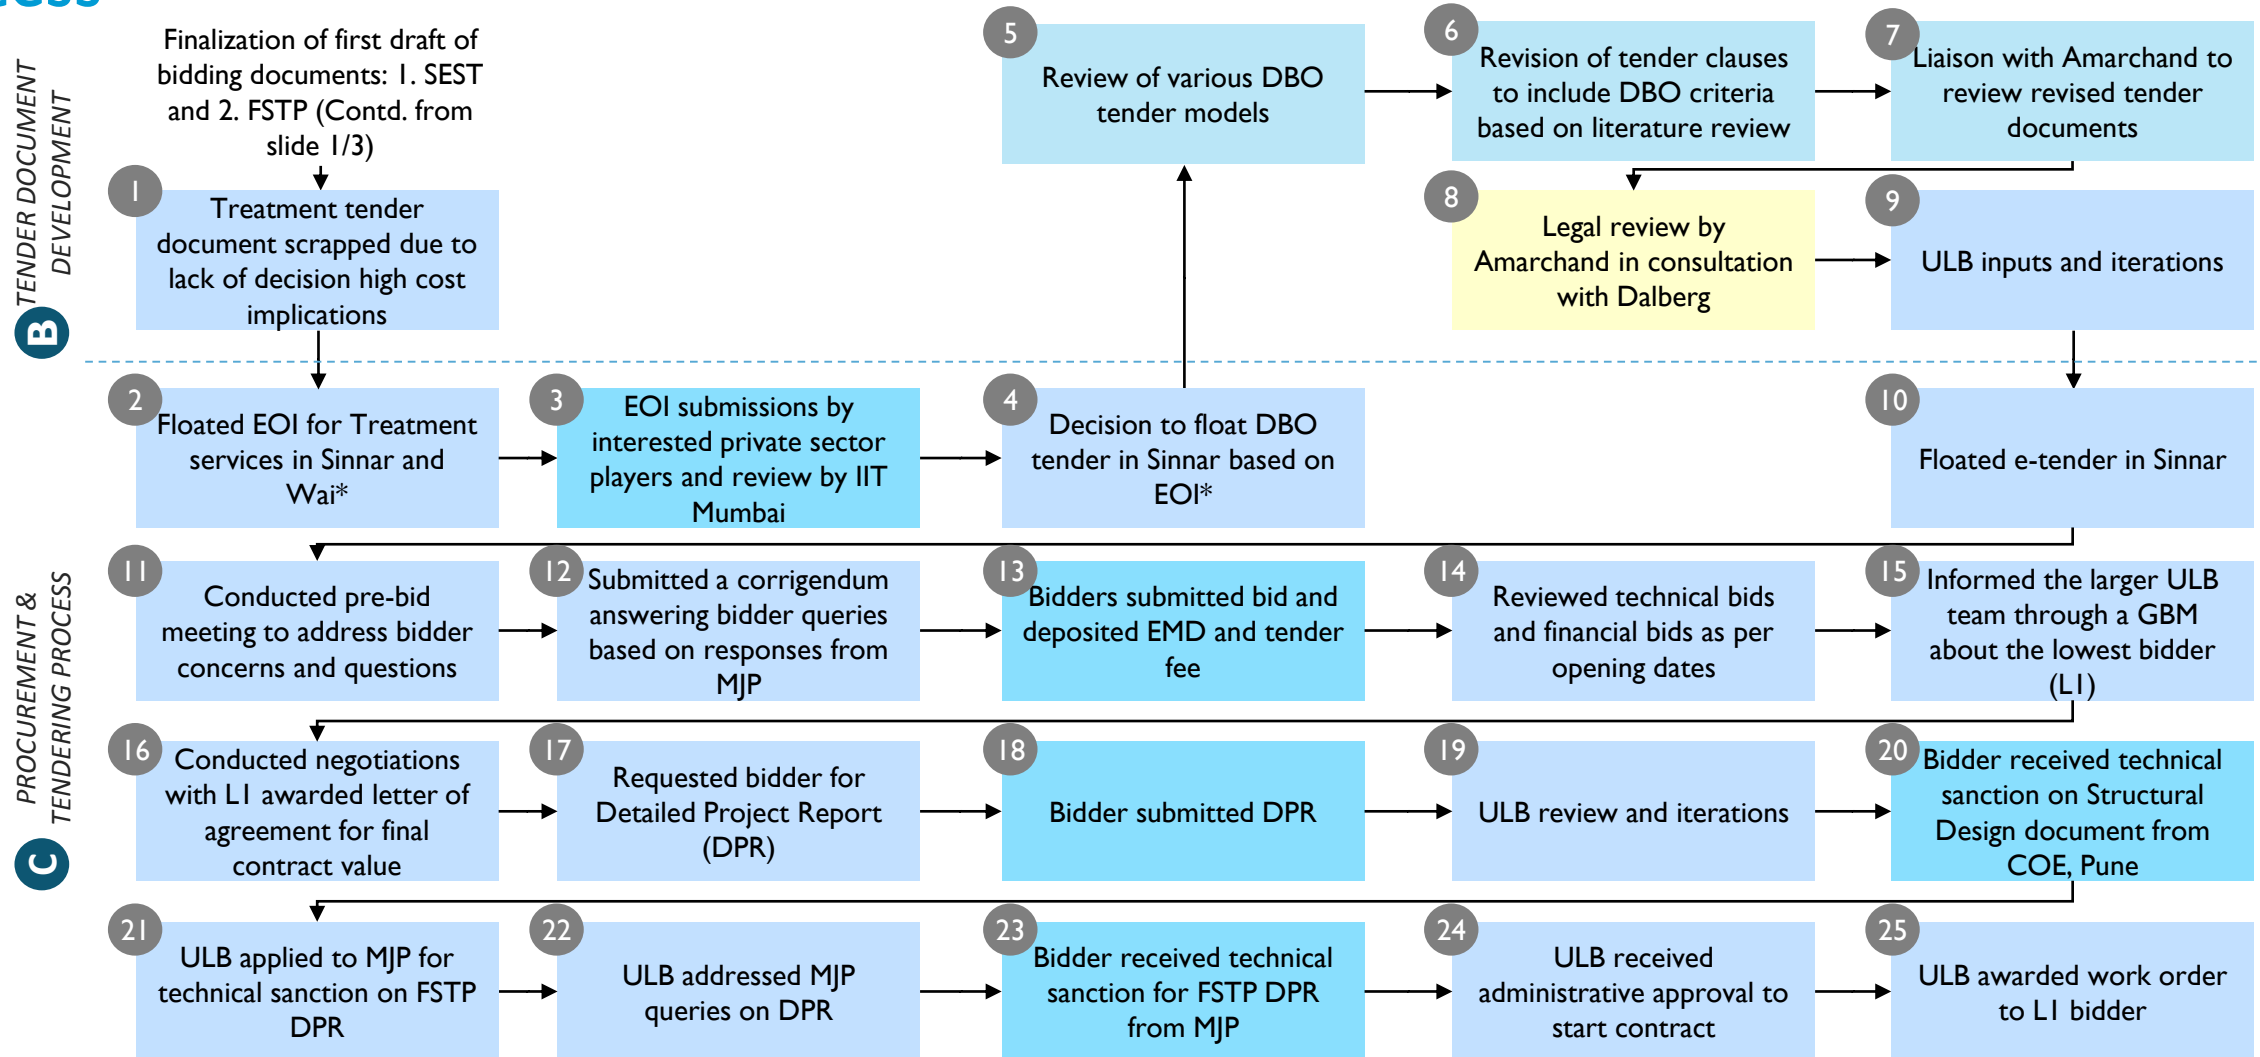 B
TENDER DOCUMENT
DEVELOPMENT
Finalization of first draft of
bidding documents: 1. SEST
and 2. FSTP (Contd. from
slide 1/3)
1
Treatment tender
document scrapped due to
lack of decision high cost
implications
5
Review of various DBO
tender models
6
Revision of tender clauses
to include DBO criteria
based on literature review
7
Liaison with Amarchand to
review revised tender
documents
8
Legal review by
Amarchand in consultation
with Dalberg
9
ULB inputs and iterations
C
PROCUREMENT &
TENDERING PROCESS
2
Floated EOI for Treatment
services in Sinnar and
Wai*
3
EOI submissions by
interested private sector
players and review by IIT
Mumbai
4
Decision to float DBO
tender in Sinnar based on
EOI*
10
Floated e-tender in Sinnar
11
Conducted pre-bid
meeting to address bidder
concerns and questions
12
Submitted a corrigendum
answering bidder queries
based on responses from
MJP
13
Bidders submitted bid and
deposited EMD and tender
fee
14
Reviewed technical bids
and financial bids as per
opening dates
15
Informed the larger ULB
team through a GBM
about the lowest bidder
(L1)
16
Conducted negotiations
with L1 awarded letter of
agreement for final
contract value
17
Requested bidder for
Detailed Project Report
(DPR)
18
Bidder submitted DPR
19
ULB review and iterations
20
Bidder received technical
sanction on Structural
Design document from
COE, Pune
21
ULB applied to MJP for
technical sanction on FSTP
DPR
22
ULB addressed MJP
queries on DPR
23
Bidder received technical
sanction for FSTP DPR
from MJP
24
ULB received
administrative approval to
start contract
25
ULB awarded work order
to L1 bidder